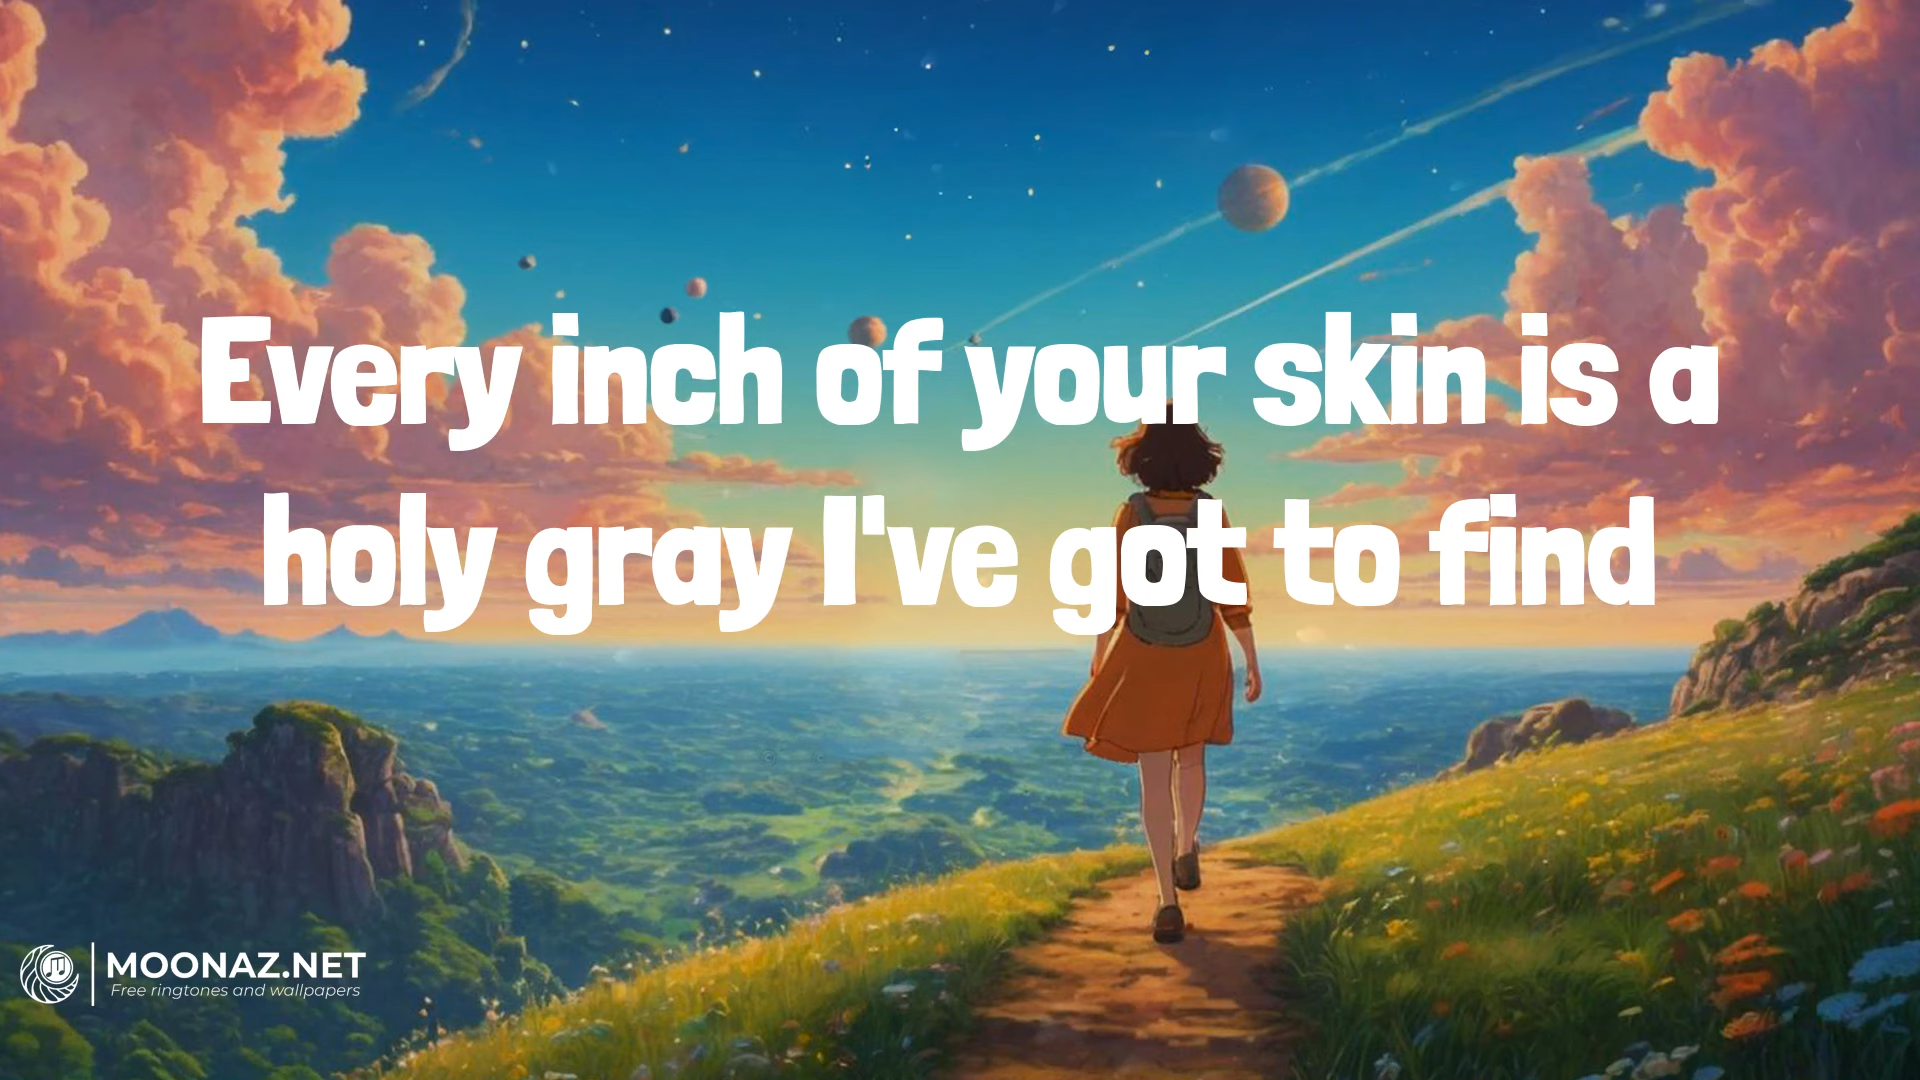 Every inch of your skin is a
holy gray I've got to find
MOONAZ.NET
Free ringtones and wallpapers